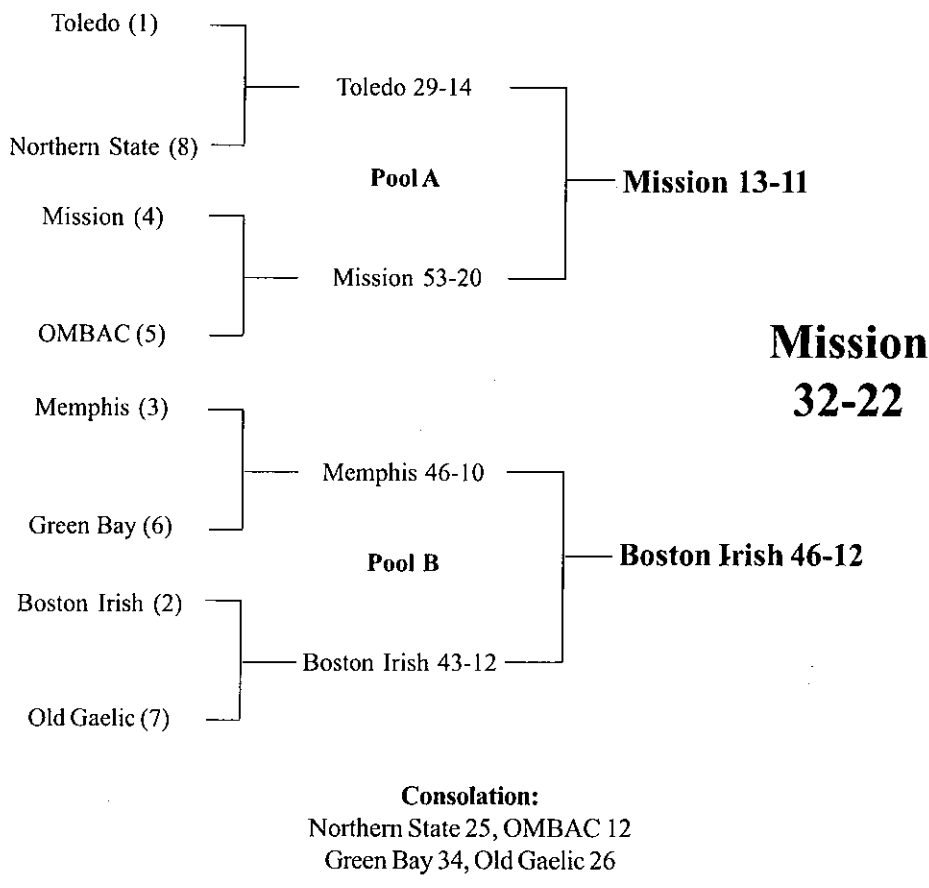 Toledo (1)
Toledo 29-14
Northern State (8)
Pool A
Mission 13-11
Mission (4)
Mission 53-20
OMBAC (5)
Mission
32-22
Memphis (3)
Memphis 46-10
Green Bay (6)
Pool B
Boston Irish 46-12
Boston Irish (2)
Boston Irish 43-12
Old Gaelic (7)
Consolation:
Northern State 25, OMBAC 12
Green Bay 34, Old Gaelic 26